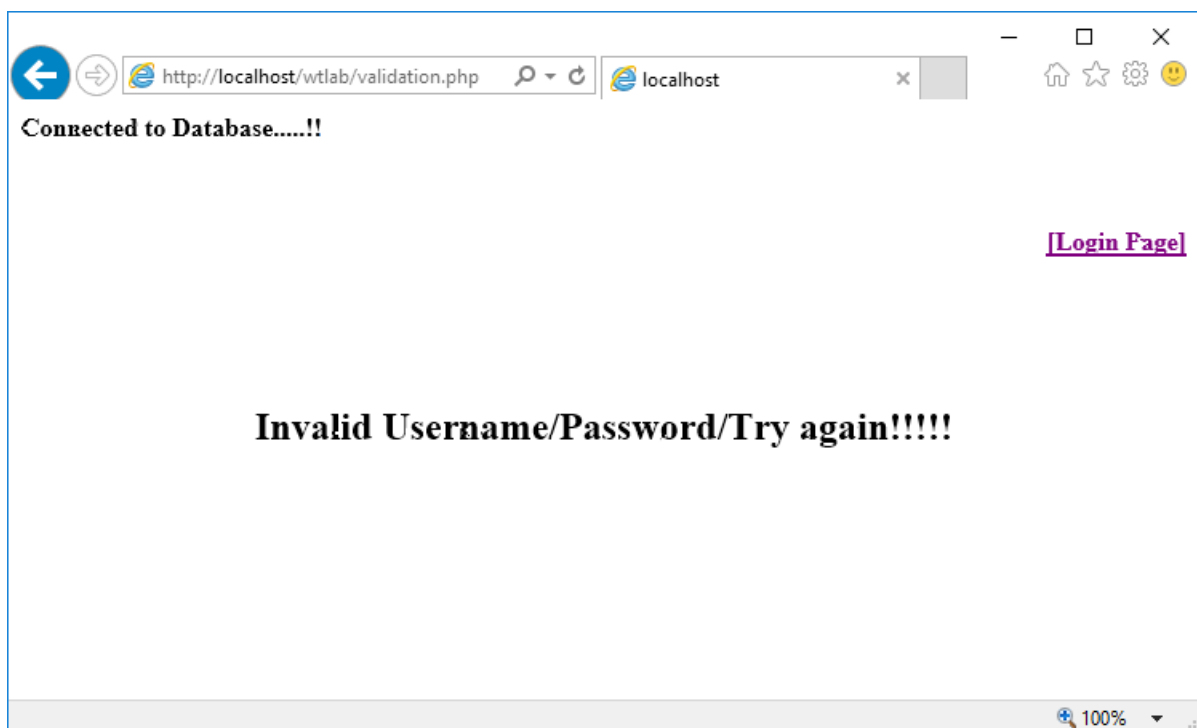 http://localhost/wtlab/validation.php
localhost
Connected to Database.....!!
[Login Page]
Invalid Username/Password/Try again!!!!!
100%